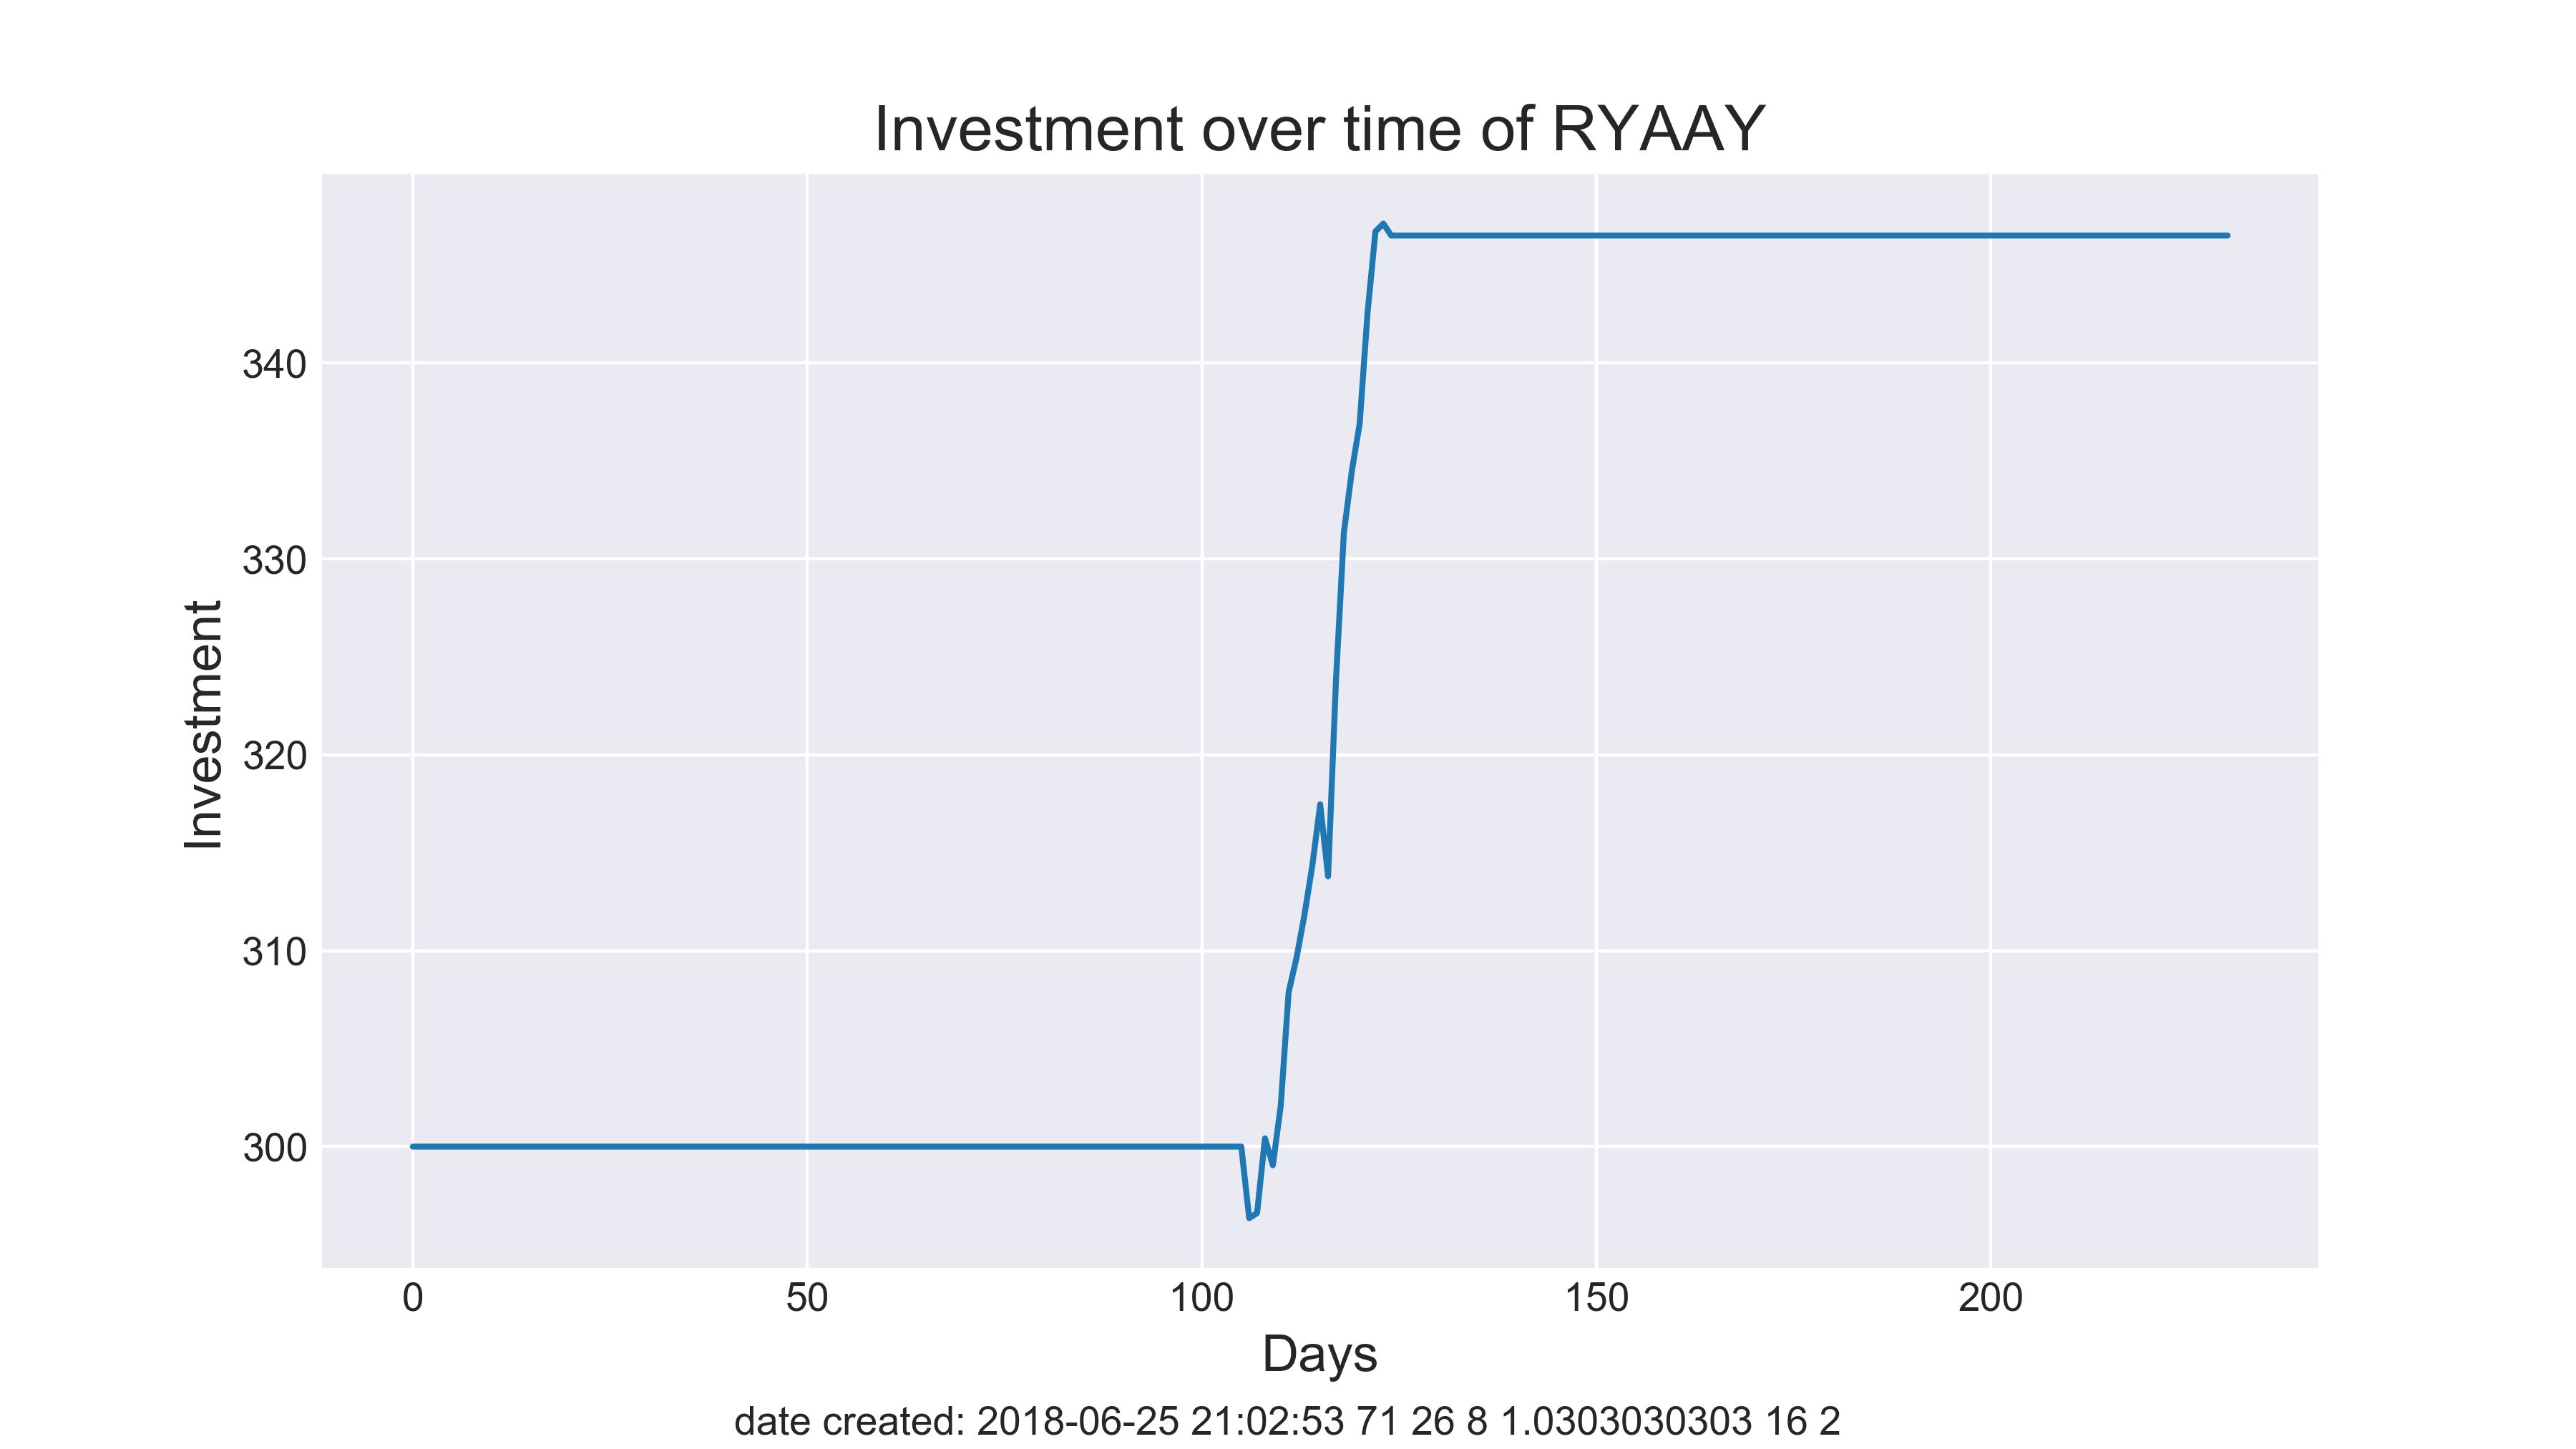 Investment over time of RYAAY
Investment
340
330
320
310
300
0 50 100 150 200
Days
date created: 2018-06-25 21:02:53 71 26 8 1.0303030303 16 2